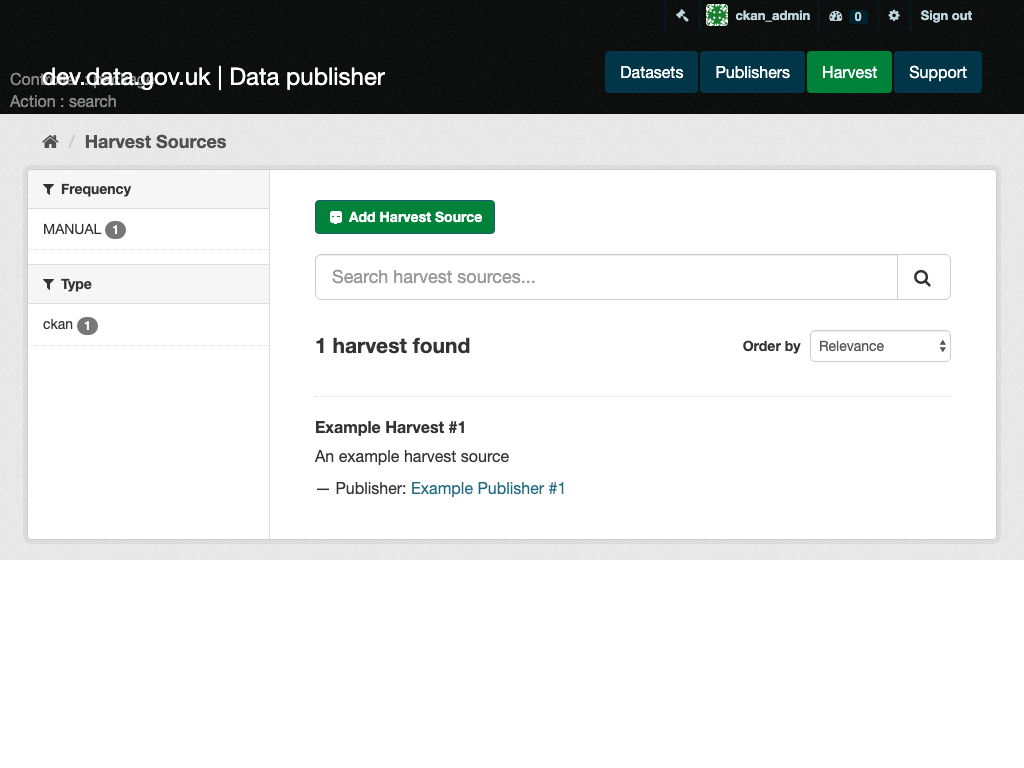 ckan_admin 0 Sign out
dev.data.gov.uk | Data publisher
Datasets Publishers Harvest Support
Action : search
Harvest Sources
Frequency
MANUAL 1
Type
ckan 1
Add Harvest Source
Search harvest sources...
1 harvest found
Order by Relevance
Example Harvest #1
An example harvest source
— Publisher: Example Publisher #1